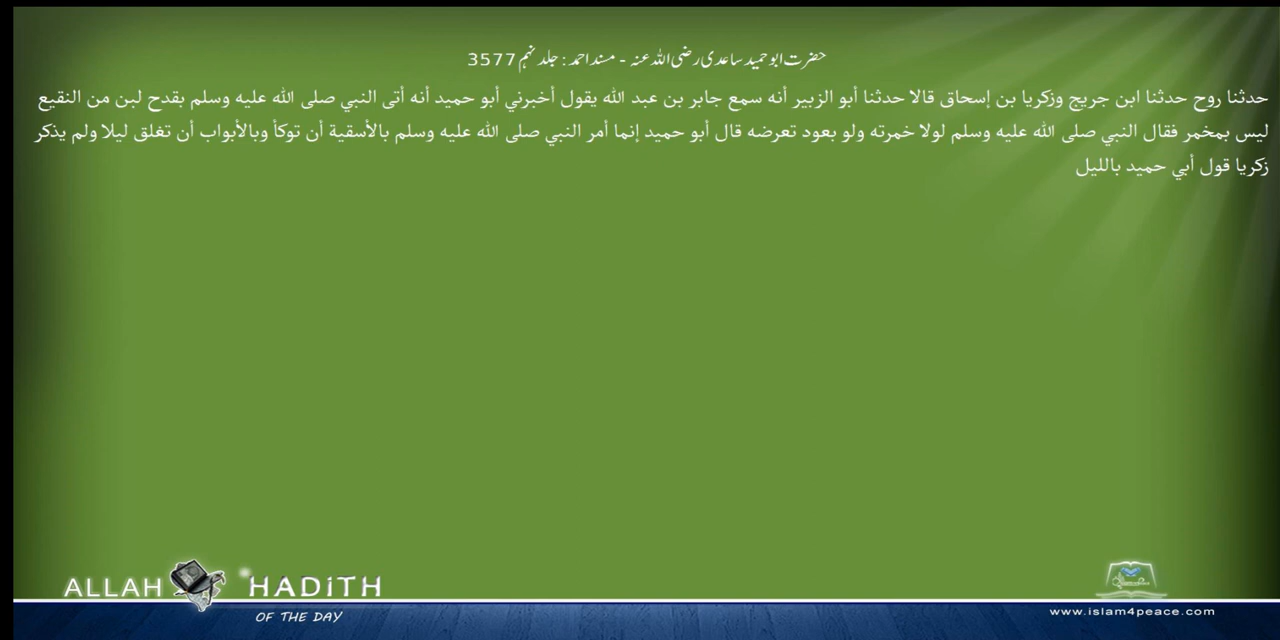 حضرت ابوحمید ساعدی رضی اللہ عنہ - مسند احمد : جلد نہم 3577
حدثنا روح حدثنا ابن جريج وزكريا بن إسحاق قالا حدثنا أبو الزبير أنه سمع جابر بن عبد الله يقول أخبرني أبو حميد أنه أتى النبي صلى الله عليه وسلم بقدح لبن من النقيع
ليس بمخمر فقال النبي صلى الله عليه وسلم لولا خمرته ولو بعود تعرضه قال أبو حميد إنما أمر النبي صلى الله عليه وسلم بالأسقية أن توكأ وبالأبواب أن تغلق ليلا ولم يذكر
زكريا قول أبي حميد بالليل
ALLAH HADITH
OF THE DAY
www.islam4peace.com